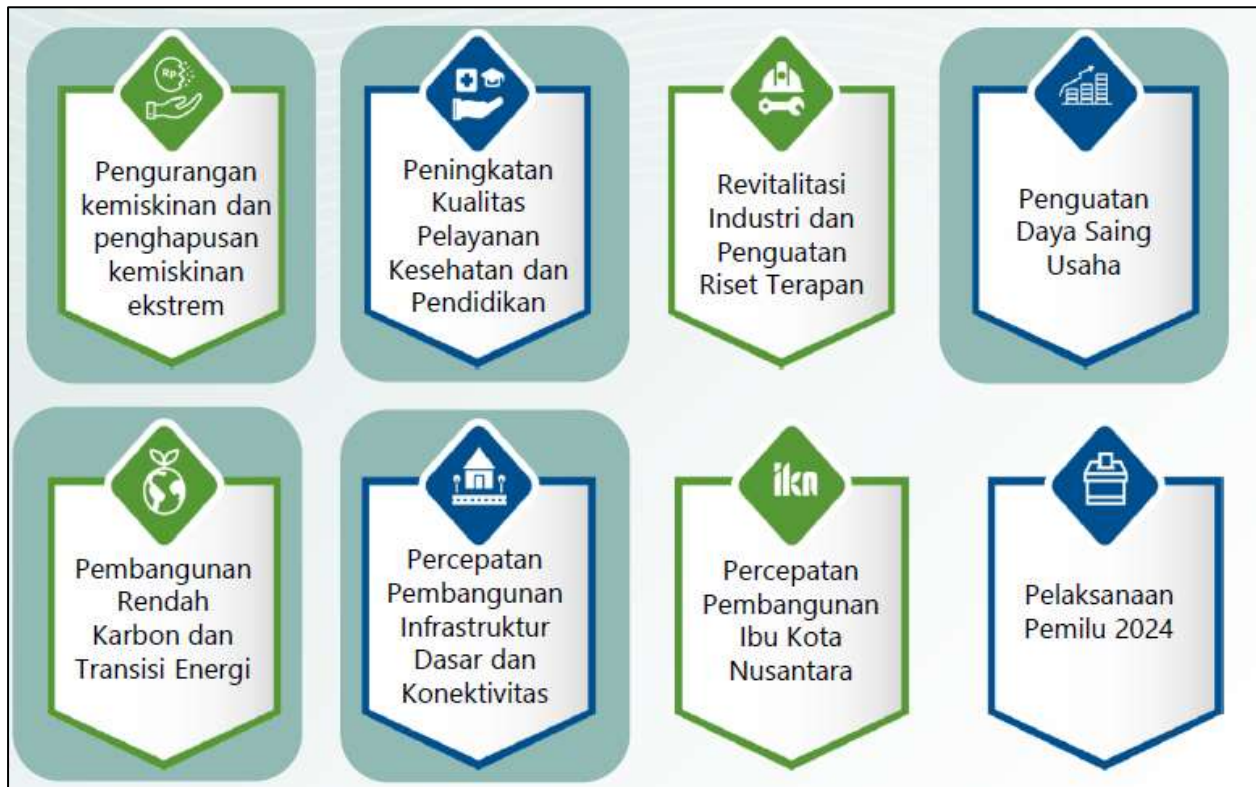 Rp
Pengurangan
kemiskinan dan
penghapusan
kemiskinan
ekstrem
Peningkatan
Kualitas
Pelayanan
Kesehatan dan
Pendidikan
Revitalitasi
Industri dan
Penguatan
Riset Terapan
Penguatan
Daya Saing
Usaha
Pembangunan
Rendah
Karbon dan
Transisi Energi
Percepatan
Pembangunan
Infrastruktur
Dasar dan
Konektivitas
ikn
Percepatan
Pembangunan
Ibu Kota
Nusantara
Pelaksanaan
Pemilu 2024